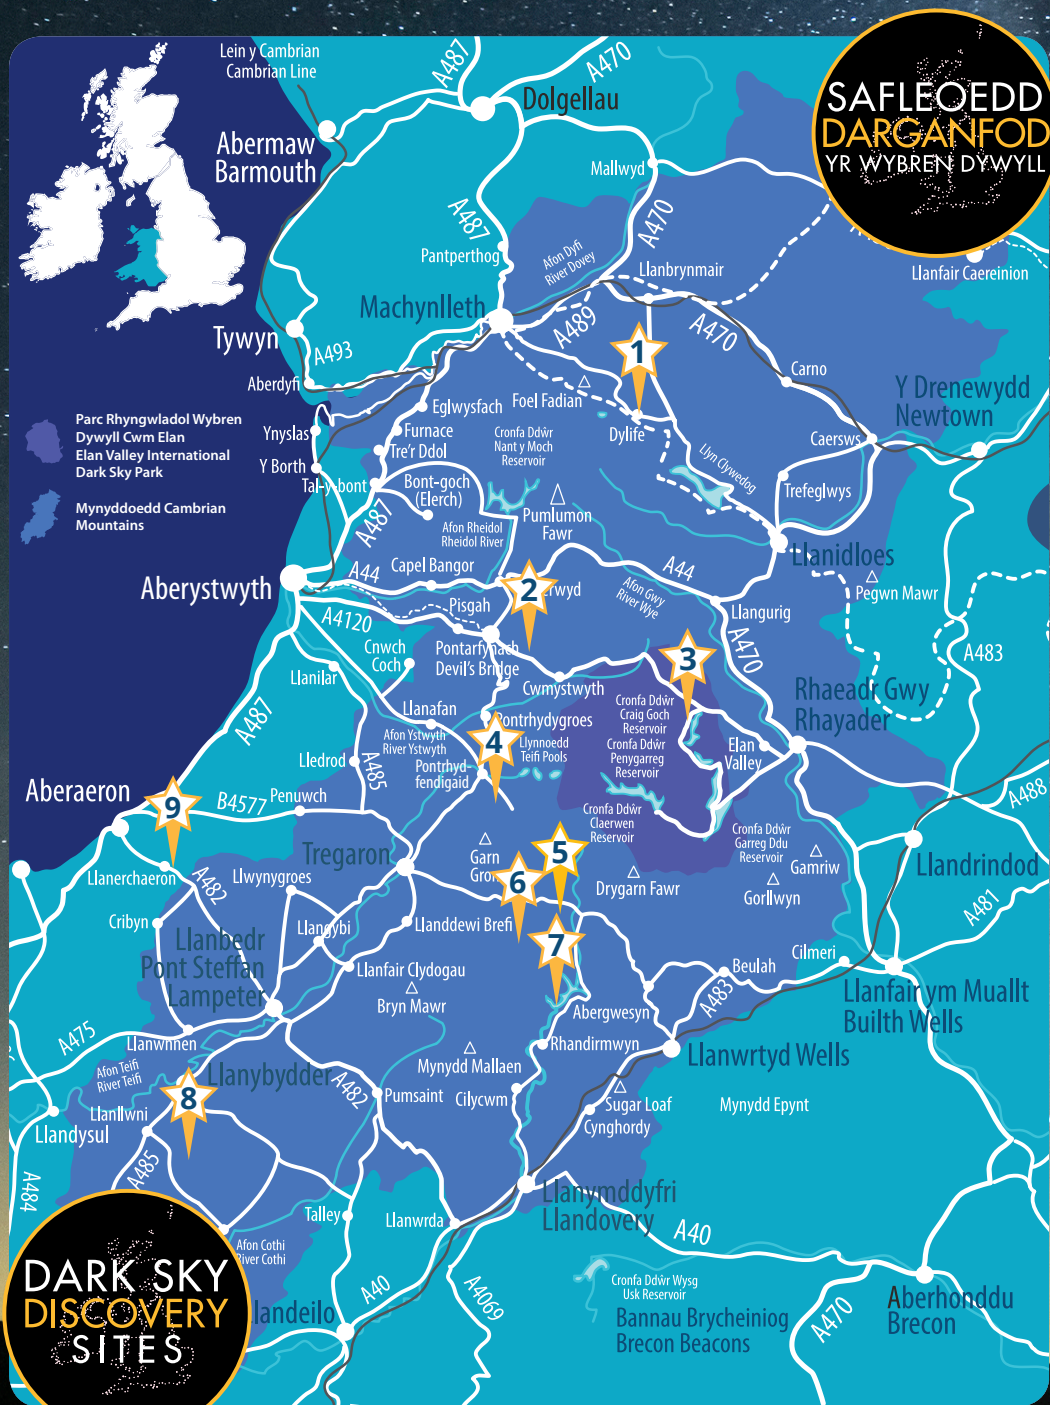 Lein y Cambrian
Cambrian Line
A487
A470
Dolgellau
SAFLEOEDD
DARGANFOD
YR WYBREN DYWYLL
Abermaw
Barmouth
Mallwyd
A487
A470
Pantperthog
Afon Dyfi
River Dovey
Llanbrynmair
Llanfair Caereinion
Machynlleth
A489
A470
Tywyn
A493
1
Carno
Aberdyfi
Y Drenewydd
Newtown
Eglwysfach
Foel Fadian
Parc Rhyngwladol Wybren
Dywyll Cwm Elan
Elan Valley International
Dark Sky Park
Ynyslas
Furnace
Tre'r Ddol
Cronfa Ddŵr
Nant y Moch
Reservoir
Dylife
Caersws
Y Borth
Tal-y-bont
Bont-goch
(Elerch)
Llyn Clywedog
Trefeglwys
Mynyddoedd Cambrian
Mountains
A487
Afon Rheidol
Rheidol River
Pumlumon
Fawr
Llanidloes
Aberystwyth
A44
Capel Bangor
A44
Pegwn Mawr
2
erwyd
Afon Gwy
River Wye
Llangurig
A4120
Pisgah
A470
A483
Cnwch
Coch
Pontarfynach
Devil's Bridge
3
Llanilar
Cwmystwyth
Rhaeadr Gwy
Rhayader
A487
Llanafan
Pontrhydygroes
Cronfa Ddŵr
Craig Goch
Reservoir
Afon Ystwyth
River Ystwyth
4
Llynnoedd
Teifi Pools
Cronfa Ddŵr
Penygarreg
Reservoir
Elan
Valley
Lledrod
A485
Pontrhyd-
fendigaid
Aberaeron
9
B4577
Penuwch
A488
Cronfa Ddŵr
Claerwen
Reservoir
Cronfa Ddŵr
Garreg Ddu
Reservoir
Tregaron
Garn
Gron
5
Gamriw
Llandrindod
Llanerchaeron
A482
Llwynygroes
6
Drygarn Fawr
Gorllwyn
A481
Cribyn
Llangybi
Llanddewi Brefi
7
Llanbedr
Pont Steffan
Lampeter
Llanfair Clydogau
Beulah
Cilmeri
Bryn Mawr
A483
Llanfair ym Muallt
Builth Wells
Abergwesyn
A475
Llanwnnen
Rhandirmwyn
Llanwrtyd Wells
Afon Teifi
River Teifi
Llanybydder
Mynydd Mallaen
A482
Pumsaint
Cilycwm
8
Llanllwni
Sugar Loaf
Mynydd Epynt
Llandysul
Cynghordy
A485
A484
Llanymddyfri
Llandovery
Talley
Llanwrda
A40
Afon Cothi
River Cothi
DARK SKY
DISCOVERY
SITES
A40
A4069
Cronfa Ddŵr Wysg
Usk Reservoir
Aberhonddu
Brecon
landeilo
Bannau Brycheiniog
Brecon Beacons
A470